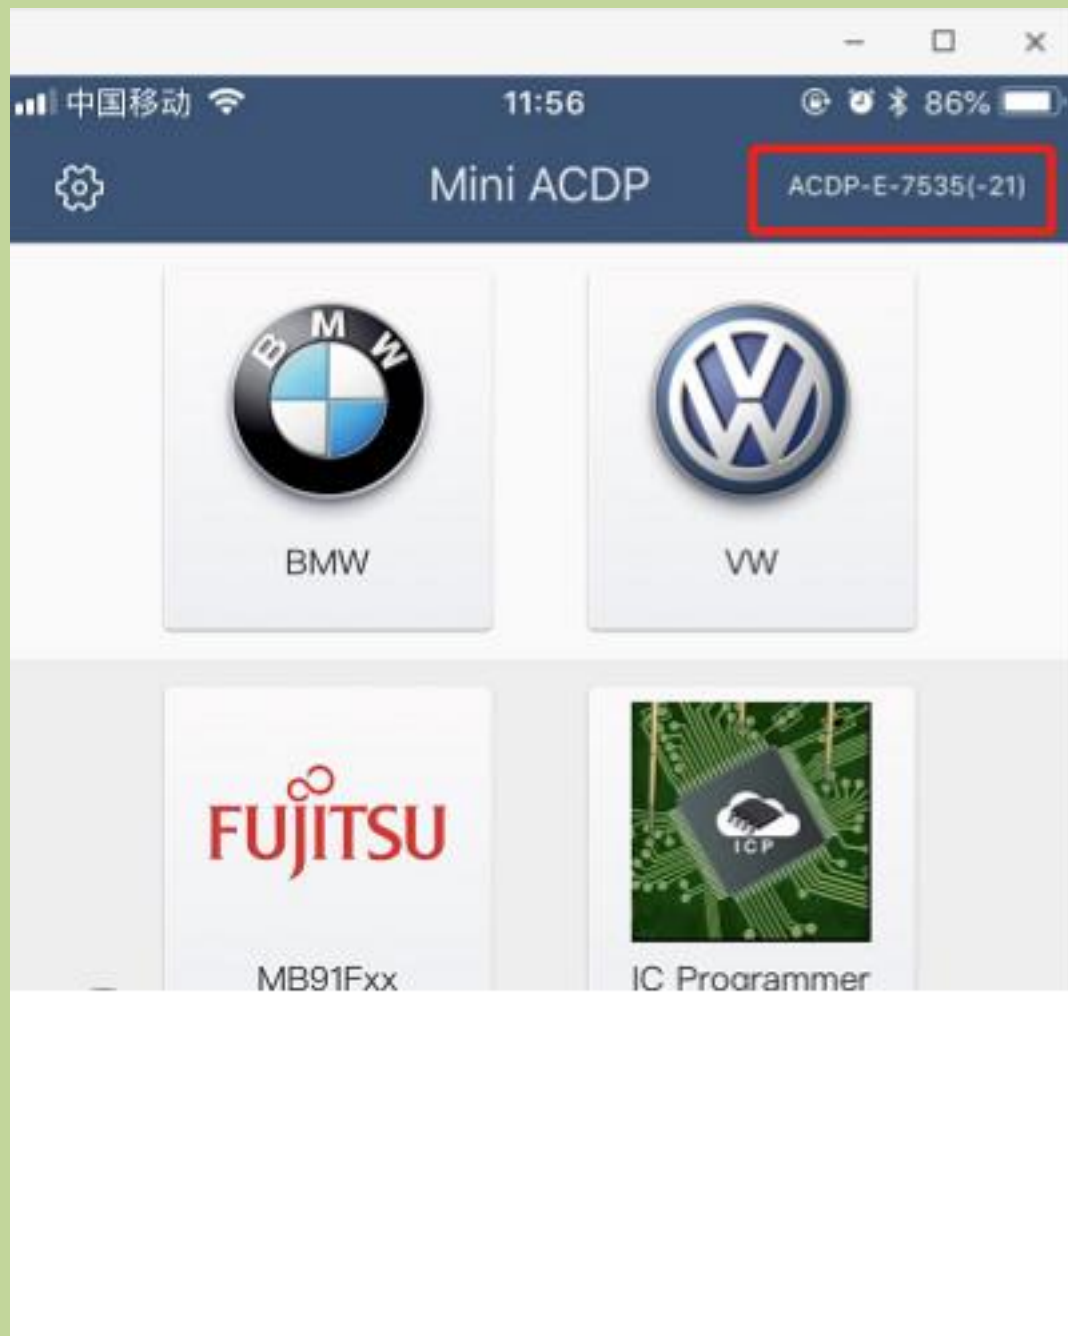 中国移动 11:56 86%
Mini ACDP ACDP-E-7535(-21)
BMW
BMW VW
FUJITSU
ICP
MB91Fxx IC Programmer